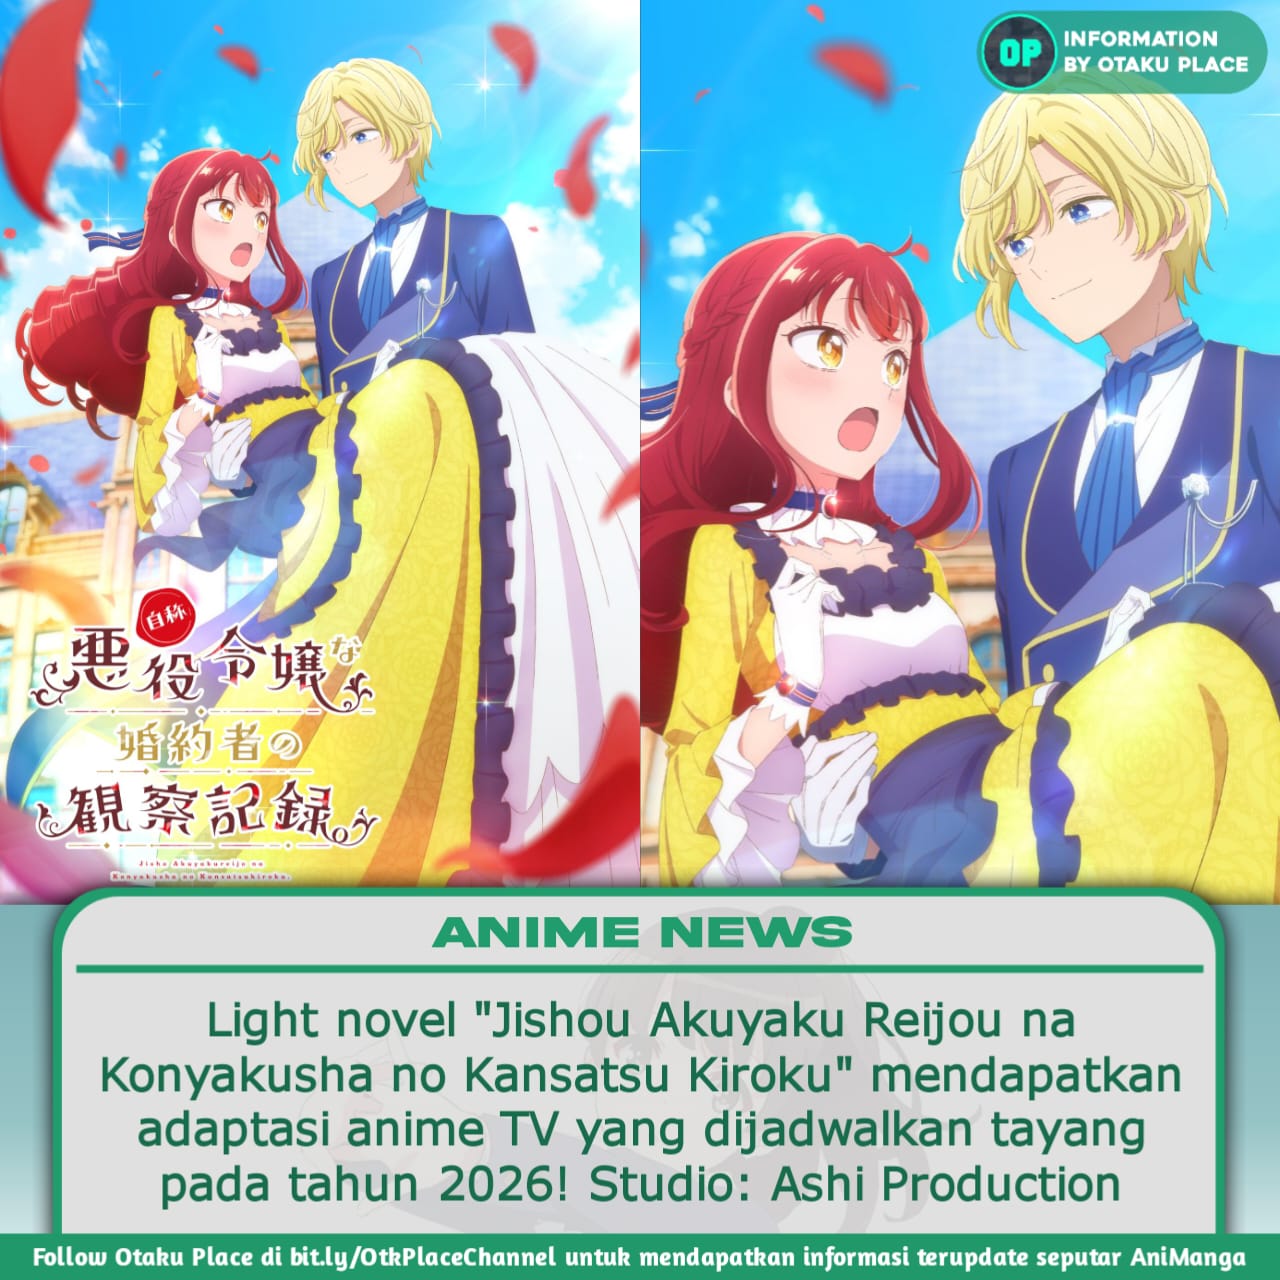 OP
INFORMATION
BY OTAKU PLACE
自称
悪役令嬢な
婚約者の
観察記録。
Jisho Akuyakureijo na
Konyakusha no Kansatsukiroku.
ANIME NEWS
Light novel "Jishou Akuyaku Reijou na
Konyakusha no Kansatsu Kiroku" mendapatkan
adaptasi anime TV yang dijadwalkan tayang
pada tahun 2026! Studio: Ashi Production
Follow Otaku Place di bit.ly/OtkPlaceChannel untuk mendapatkan informasi terupdate seputar AniManga